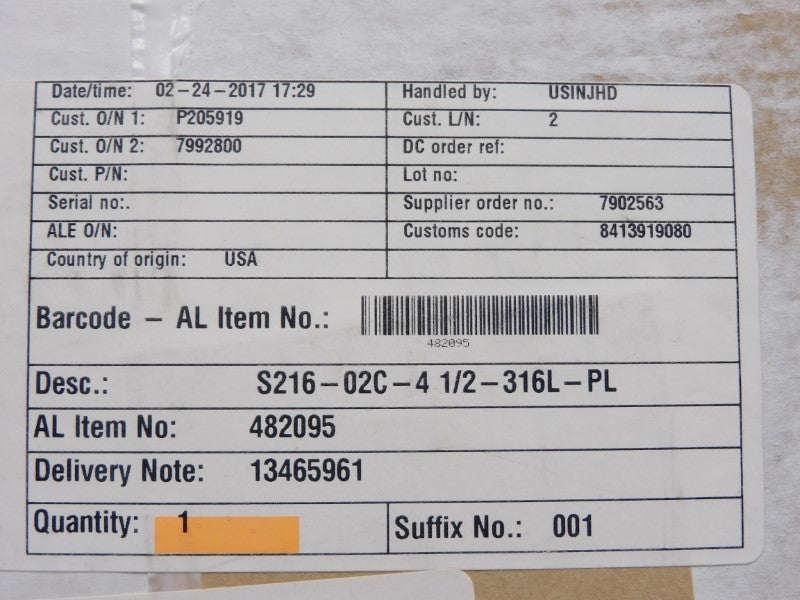 Date/time: 02-24-2017 17:29 Handled by: USINJHD
Cust. O/N 1: P205919 Cust. L/N: 2
Cust. O/N 2: 7992800 DC order ref:
Cust. P/N: Lot no:
Serial no:. Supplier order no.: 7902563
ALE O/N: Customs code: 8413919080
Country of origin: USA
Barcode - AL Item No.:
482095
Desc.: S216-02C-4 1/2-316L-PL
AL Item No: 482095
Delivery Note: 13465961
Quantity: 1 Suffix No.: 001